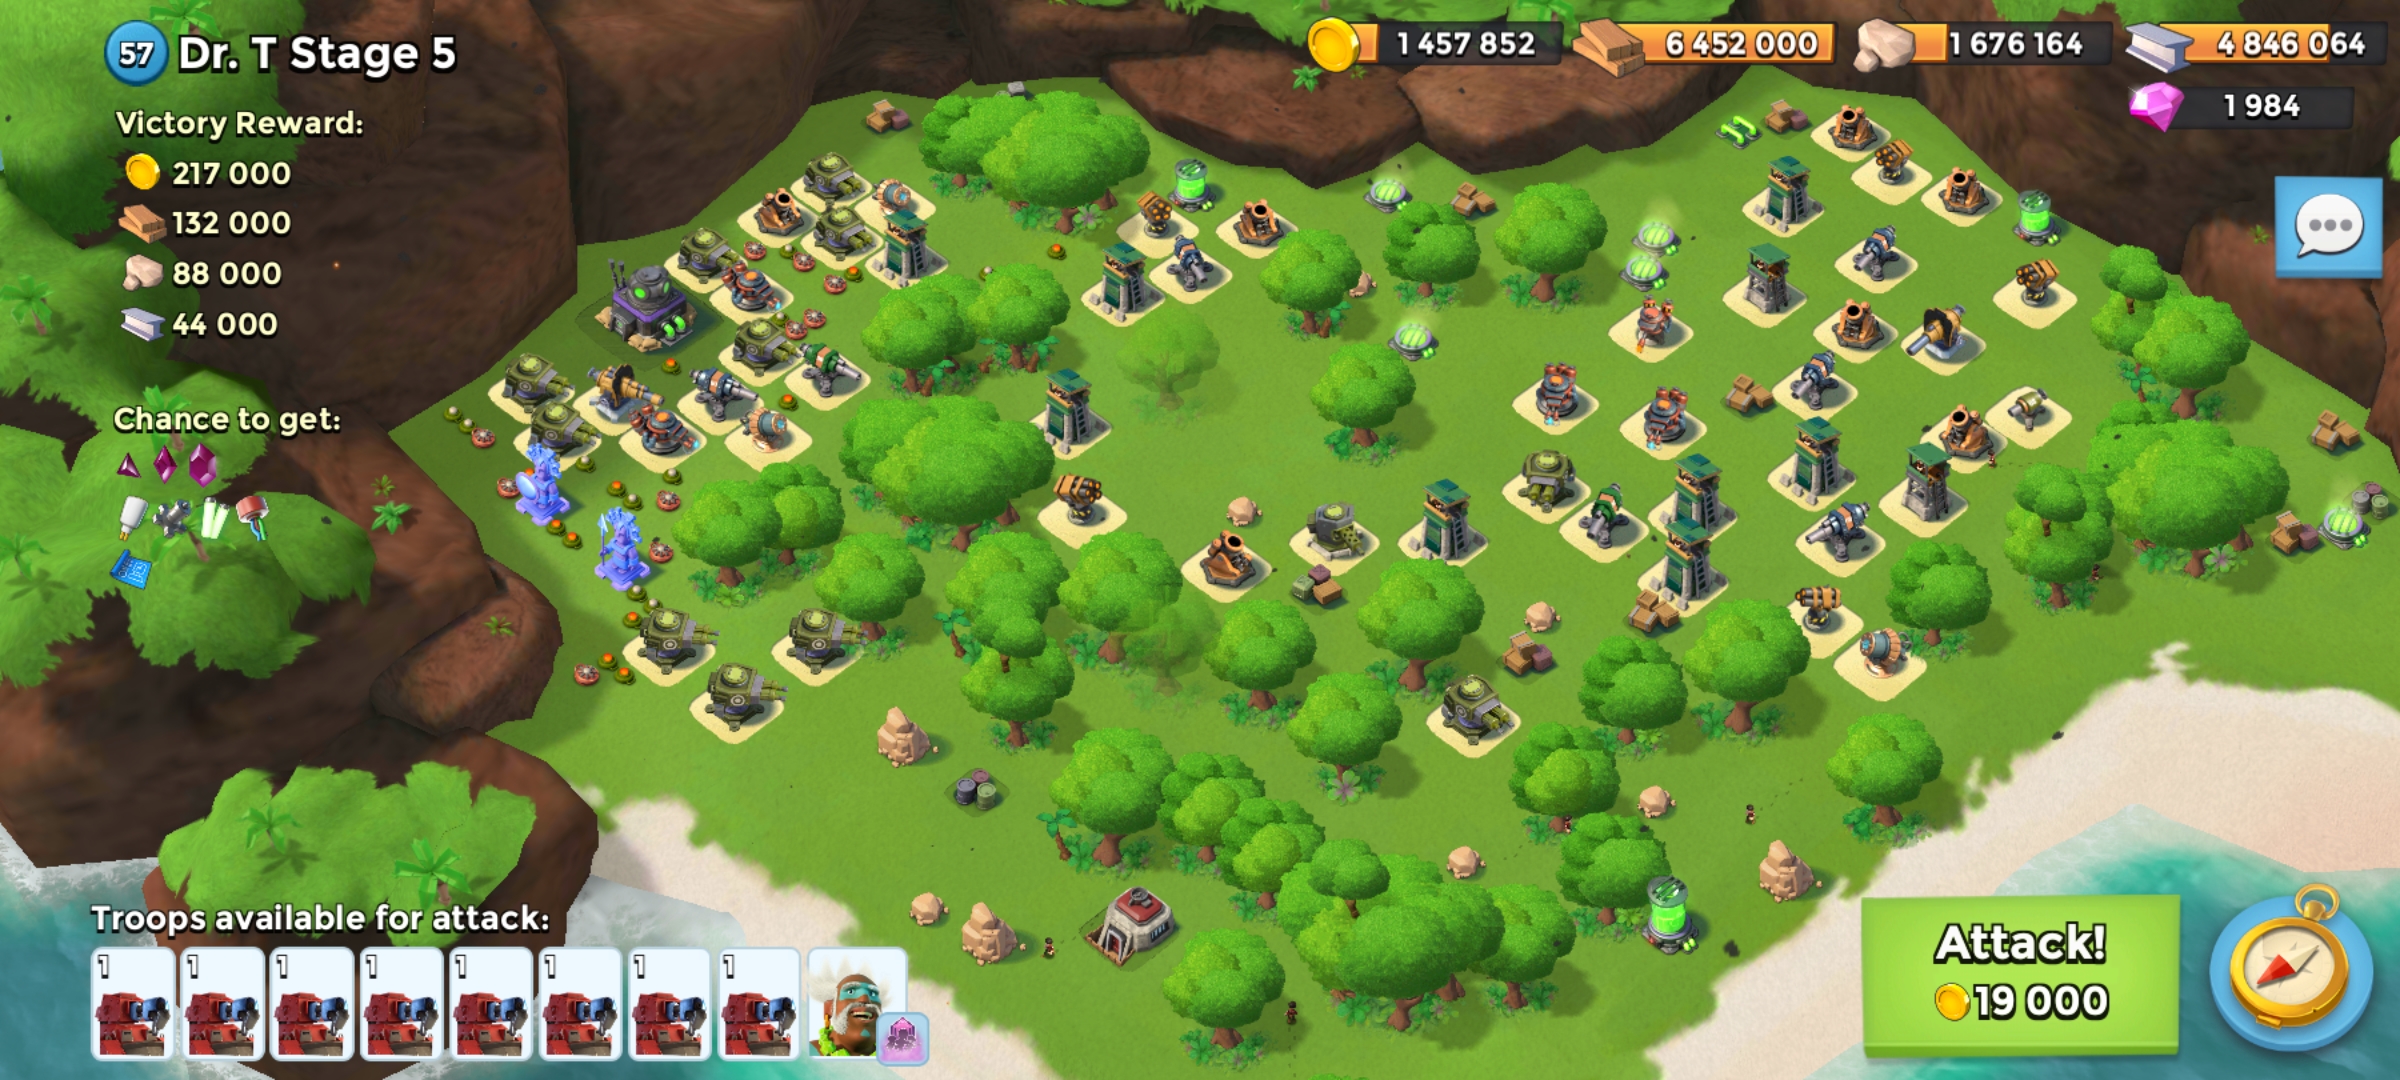 57 Dr. T Stage 5
Victory Reward:
217 000
132 000
88 000
44 000
Chance to get:
1 457 852
6 452 000
1 676 164
4 846 064
1 984
Troops available for attack:
1 1 1 1 1 1 1 1
Attack!
19 000